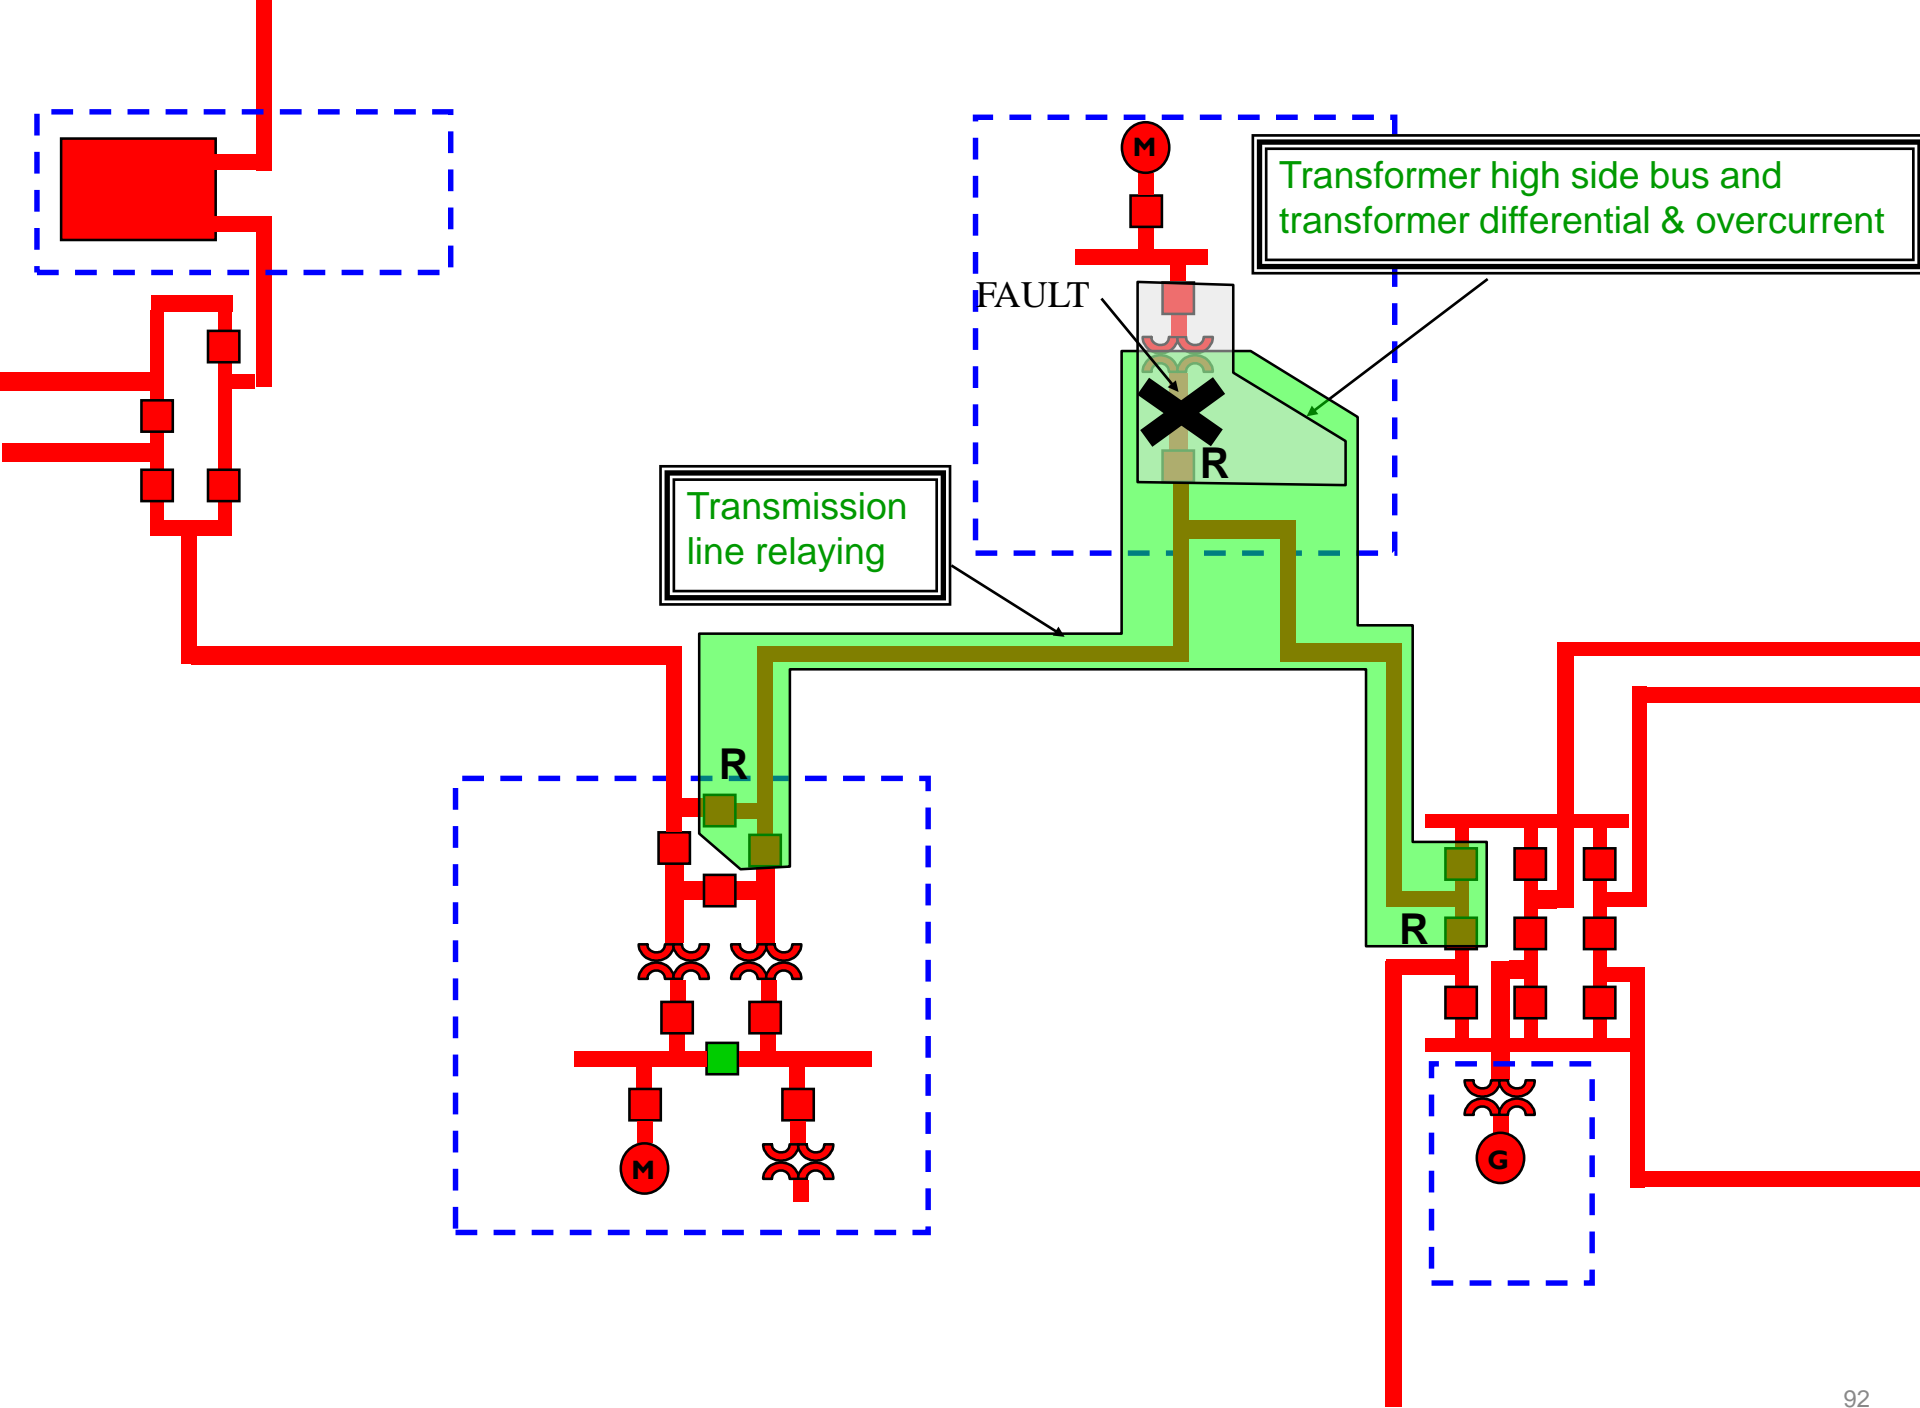 M
Transformer high side bus and
transformer differential & overcurrent
FAULT
R
Transmission
line relaying
R
R
M
G
92